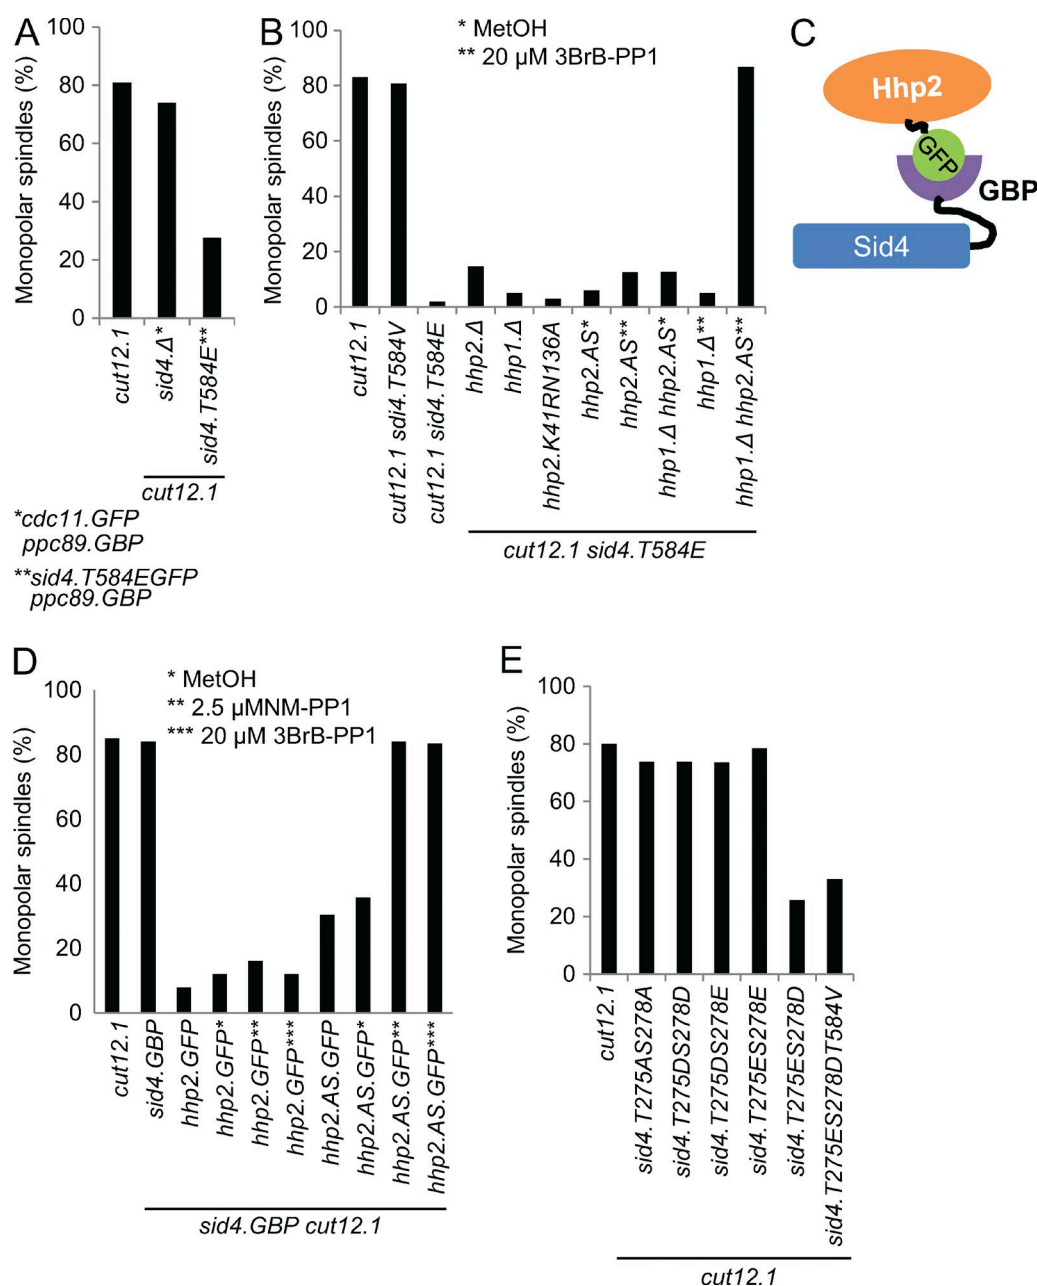 A
Monopolar spindles (%)
100
80
60
40
20
0
cut12.1
sid4.Δ*
sid4.T584E**
cut12.1
*cdc11.GFP
ppc89.GBP
**sid4.T584EGFP
ppc89.GBP
B
* MetOH
** 20 µM 3BrB-PP1
Monopolar spindles (%)
100
80
60
40
20
0
cut12.1
cut12.1 sdi4.T584V
cut12.1 sid4.T584E
hhp2.Δ
hhp1.Δ
hhp2.K41RN136A
hhp2.AS*
hhp2.AS**
hhp1.Δ hhp2.AS*
hhp1.Δ**
hhp1.Δ hhp2.AS**
cut12.1 sid4.T584E
C
Hhp2
GFP
GBP
Sid4
D
* MetOH
** 2.5 µMNM-PP1
*** 20 µM 3BrB-PP1
Monopolar spindles (%)
100
80
60
40
20
0
cut12.1
sid4.GBP
hhp2.GFP
hhp2.GFP*
hhp2.GFP**
hhp2.GFP***
hhp2.AS.GFP
hhp2.AS.GFP*
hhp2.AS.GFP**
hhp2.AS.GFP***
sid4.GBP cut12.1
E
Monopolar spindles (%)
100
80
60
40
20
0
cut12.1
sid4.T275AS278A
sid4.T275DS278D
sid4.T275DS278E
sid4.T275ES278E
sid4.T275ES278D
sid4.T275ES278DT584V
cut12.1